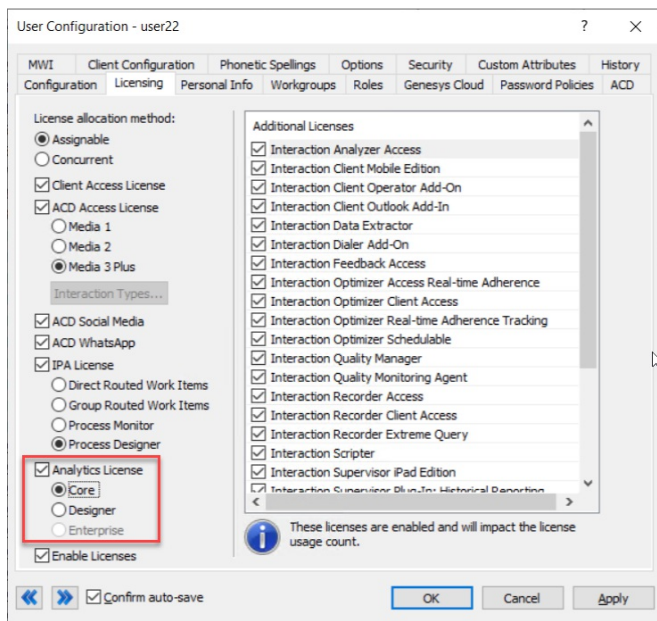 User Configuration - user22
? ×
MWI Client Configuration Phonetic Spellings Options Security Custom Attributes History
Configuration Licensing Personal Info Workgroups Roles Genesys Cloud Password Policies ACD
License allocation method:
Assignable
Concurrent
Client Access License
ACD Access License
Media 1
Media 2
Media 3 Plus
Interaction Types...
ACD Social Media
ACD WhatsApp
IPA License
Direct Routed Work Items
Group Routed Work Items
Process Monitor
Process Designer
Analytics License
Core
Designer
Enterprise
Enable Licenses
Additional Licenses
Interaction Analyzer Access
Interaction Client Mobile Edition
Interaction Client Operator Add-On
Interaction Client Outlook Add-In
Interaction Data Extractor
Interaction Dialer Add-On
Interaction Feedback Access
Interaction Optimizer Access Real-time Adherence
Interaction Optimizer Client Access
Interaction Optimizer Real-time Adherence Tracking
Interaction Optimizer Schedulable
Interaction Quality Manager
Interaction Quality Monitoring Agent
Interaction Recorder Access
Interaction Recorder Client Access
Interaction Recorder Extreme Query
Interaction Scripter
Interaction Supervisor iPad Edition
Interaction Supervisor Plug-In: Historical Reporting
These licenses are enabled and will impact the license
usage count.
Confirm auto-save
OK Cancel Apply